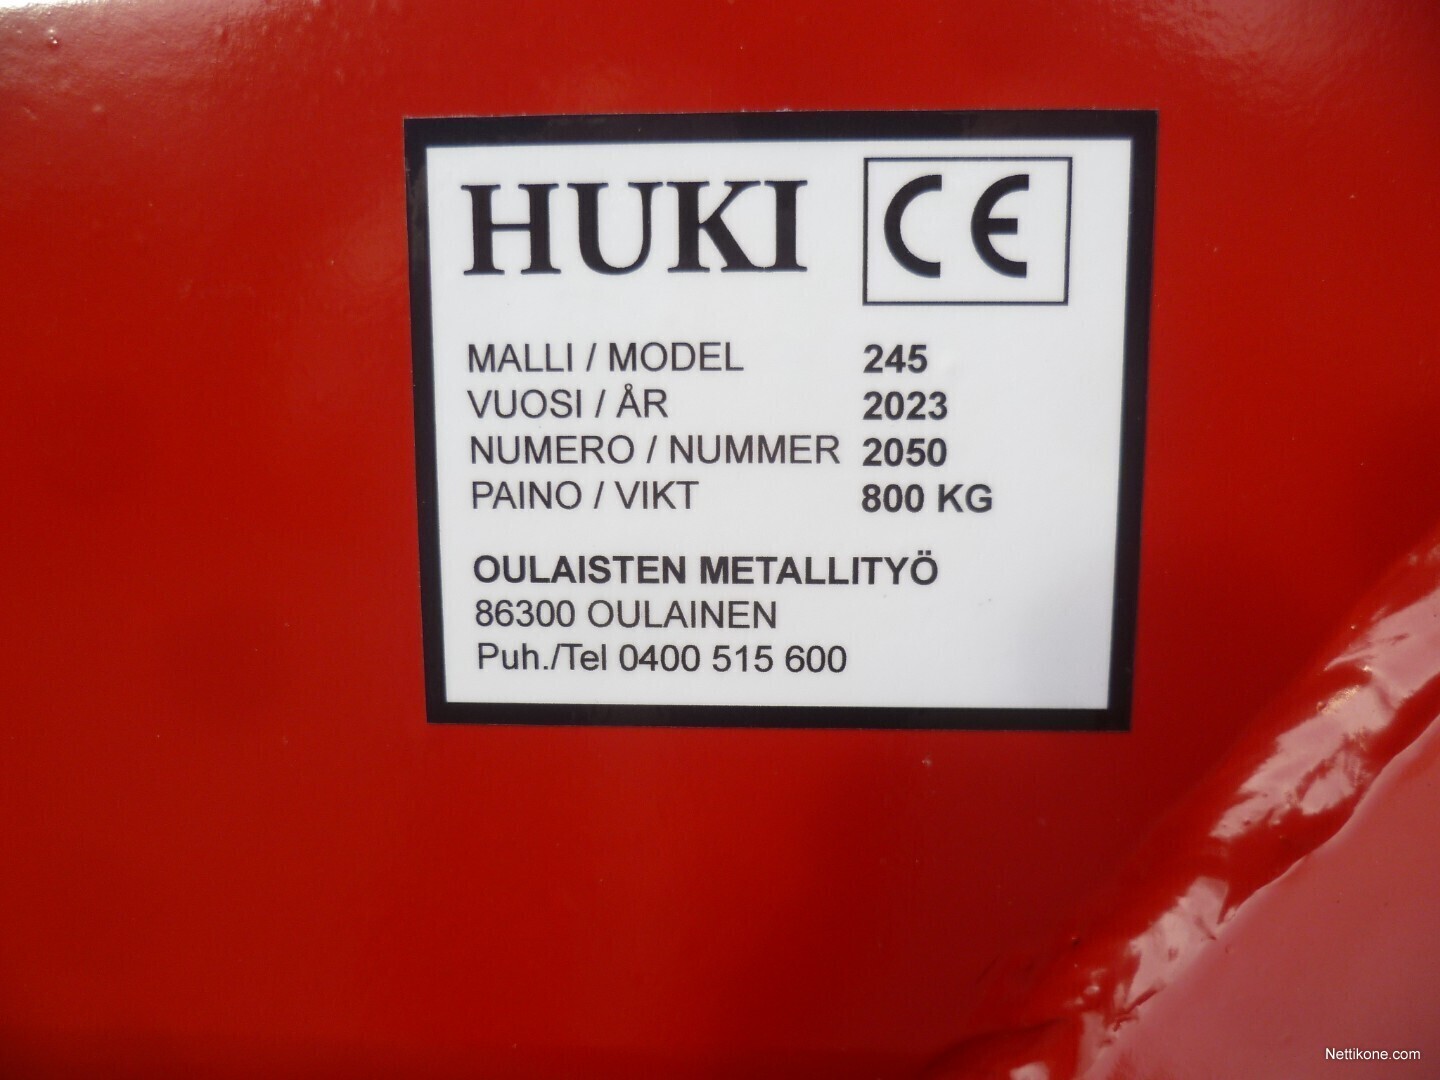 HUKI CE
MALLI / MODEL 245
VUOSI / ÅR 2023
NUMERO / NUMMER 2050
PAINO / VIKT 800 KG
OULAISTEN METALLITYÖ
86300 OULAINEN
Puh./Tel 0400 515 600
Nettikone.com